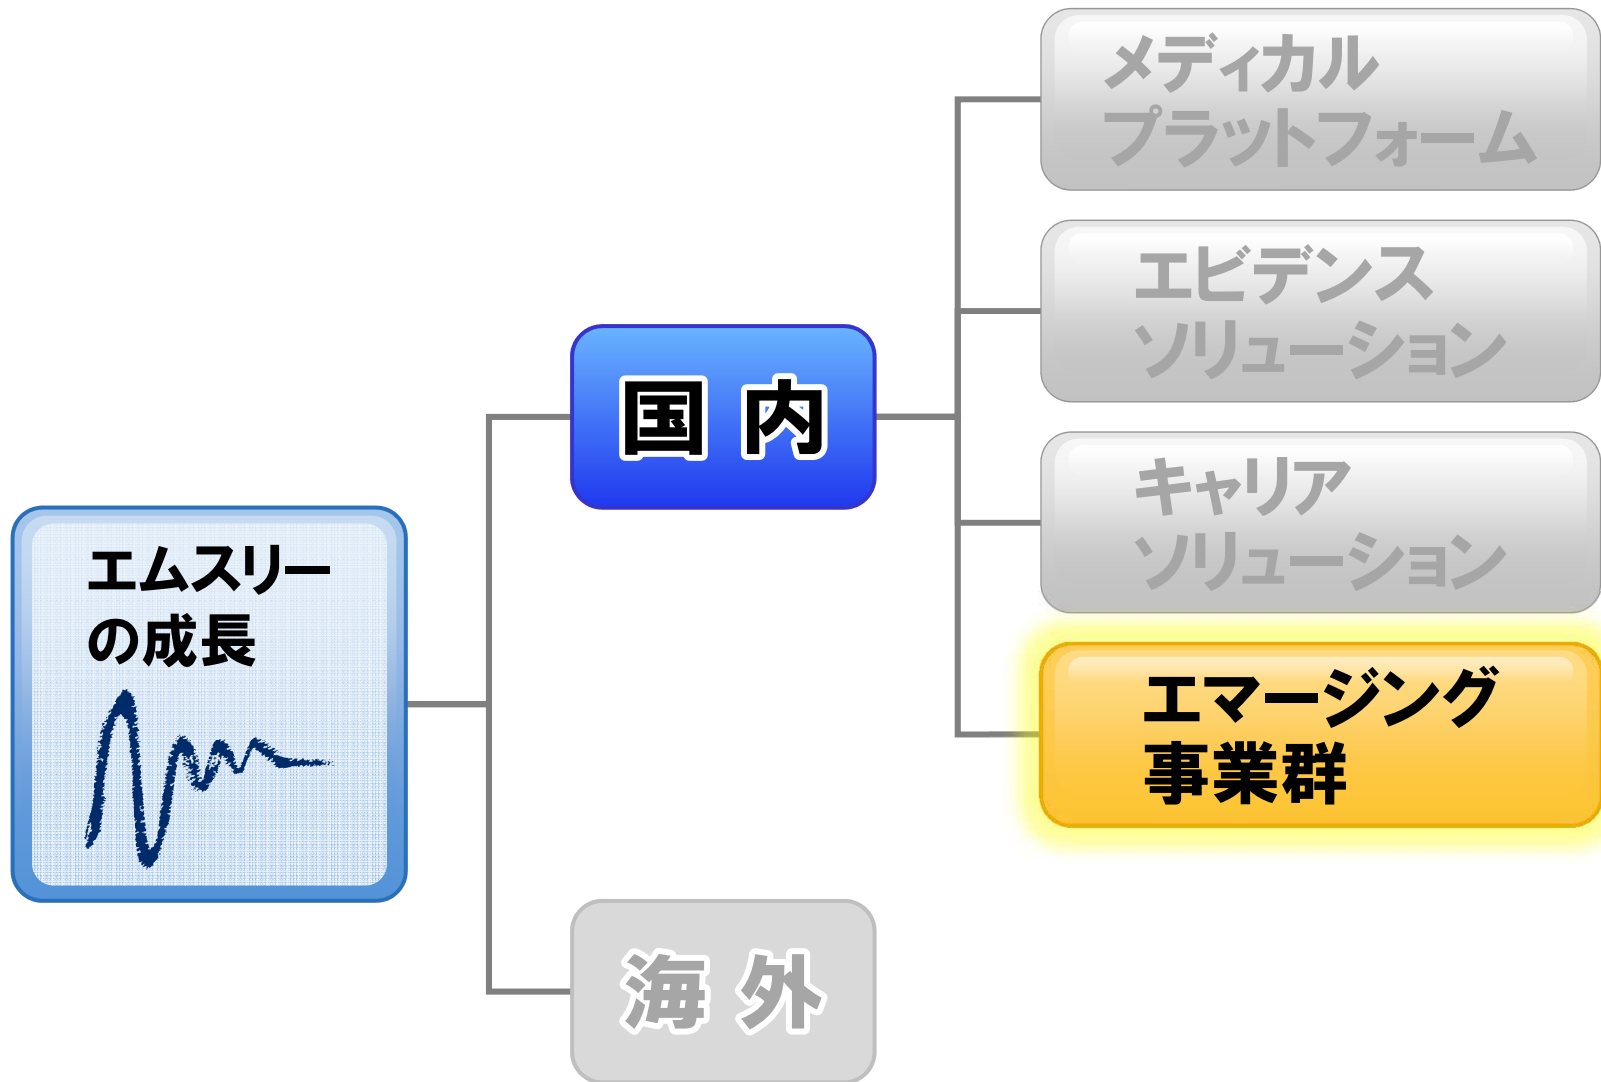 エムスリー
の成長
国内
海外
メディカル
プラットフォーム
エビデンス
ソリューション
キャリア
ソリューション
エマージング
事業群